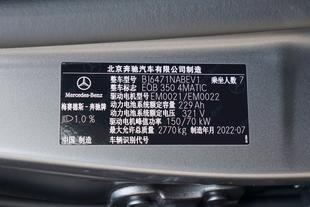 北京奔驰汽车有限公司制造
Mercedes-Benz
梅赛德斯-奔驰牌
1.0 %
整车型号 BJ6471NABEV1 乘坐人数 7
整车标志 EQB 350 4MATIC
驱动电机型号 EM0021/EM0022
动力电池系统额定容量 229 Ah
动力电池系统额定电压 321 V
驱动电机峰值功率 150/70 kW
最大允许总质量 2770 kg 制造年月 2022-07
中国 制造 车辆识别代号